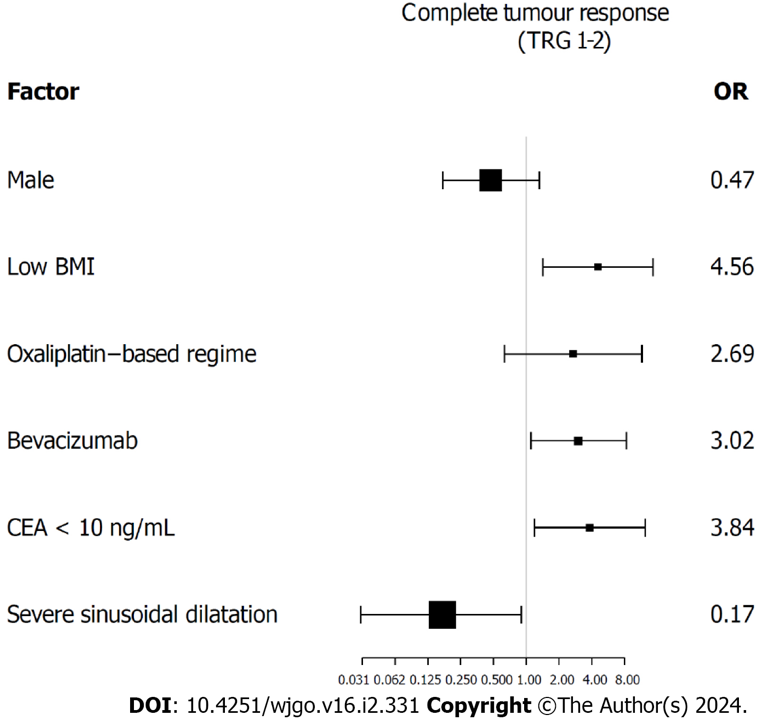 Complete tumour response
(TRG 1-2)
Factor OR
Male 0.47
Low BMI 4.56
Oxaliplatin−based regime 2.69
Bevacizumab 3.02
CEA < 10 ng/mL 3.84
Severe sinusoidal dilatation 0.17
0.031 0.062 0.125 0.250 0.500 1.00 2.00 4.00 8.00
DOI: 10.4251/wjgo.v16.i2.331 Copyright ©The Author(s) 2024.